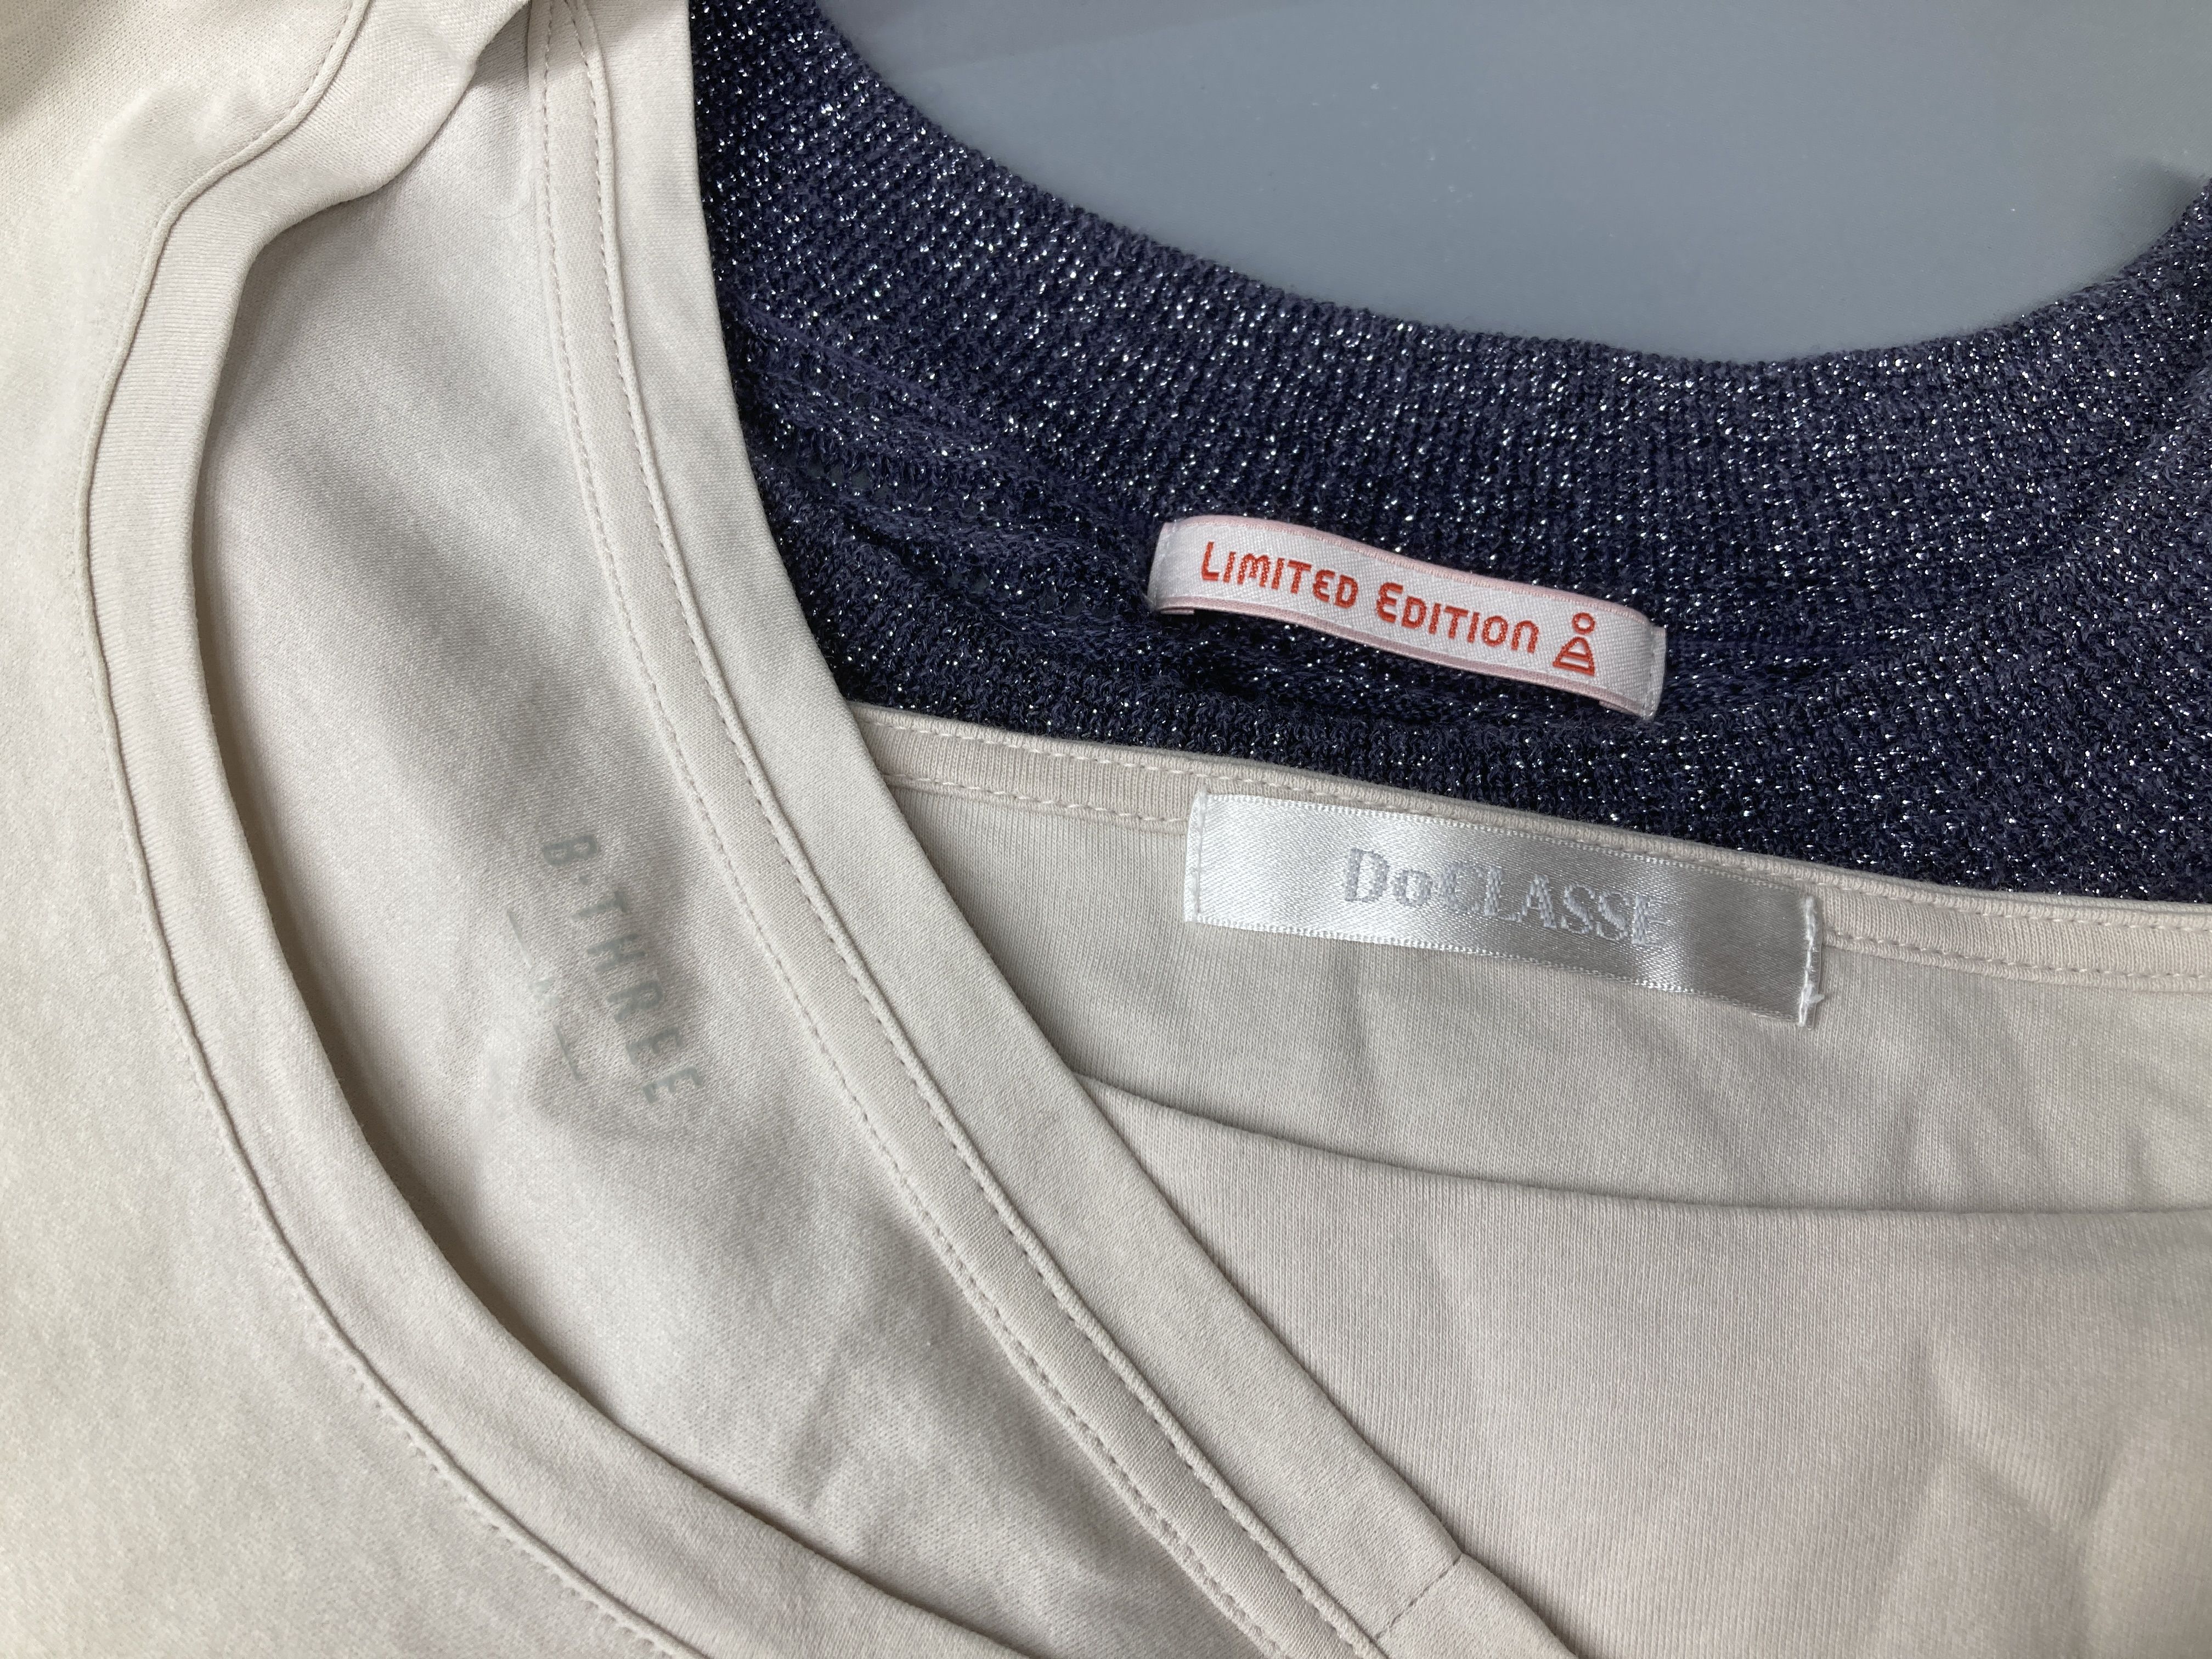 LIMITED EDITION
DoCLASSE
B·THREE